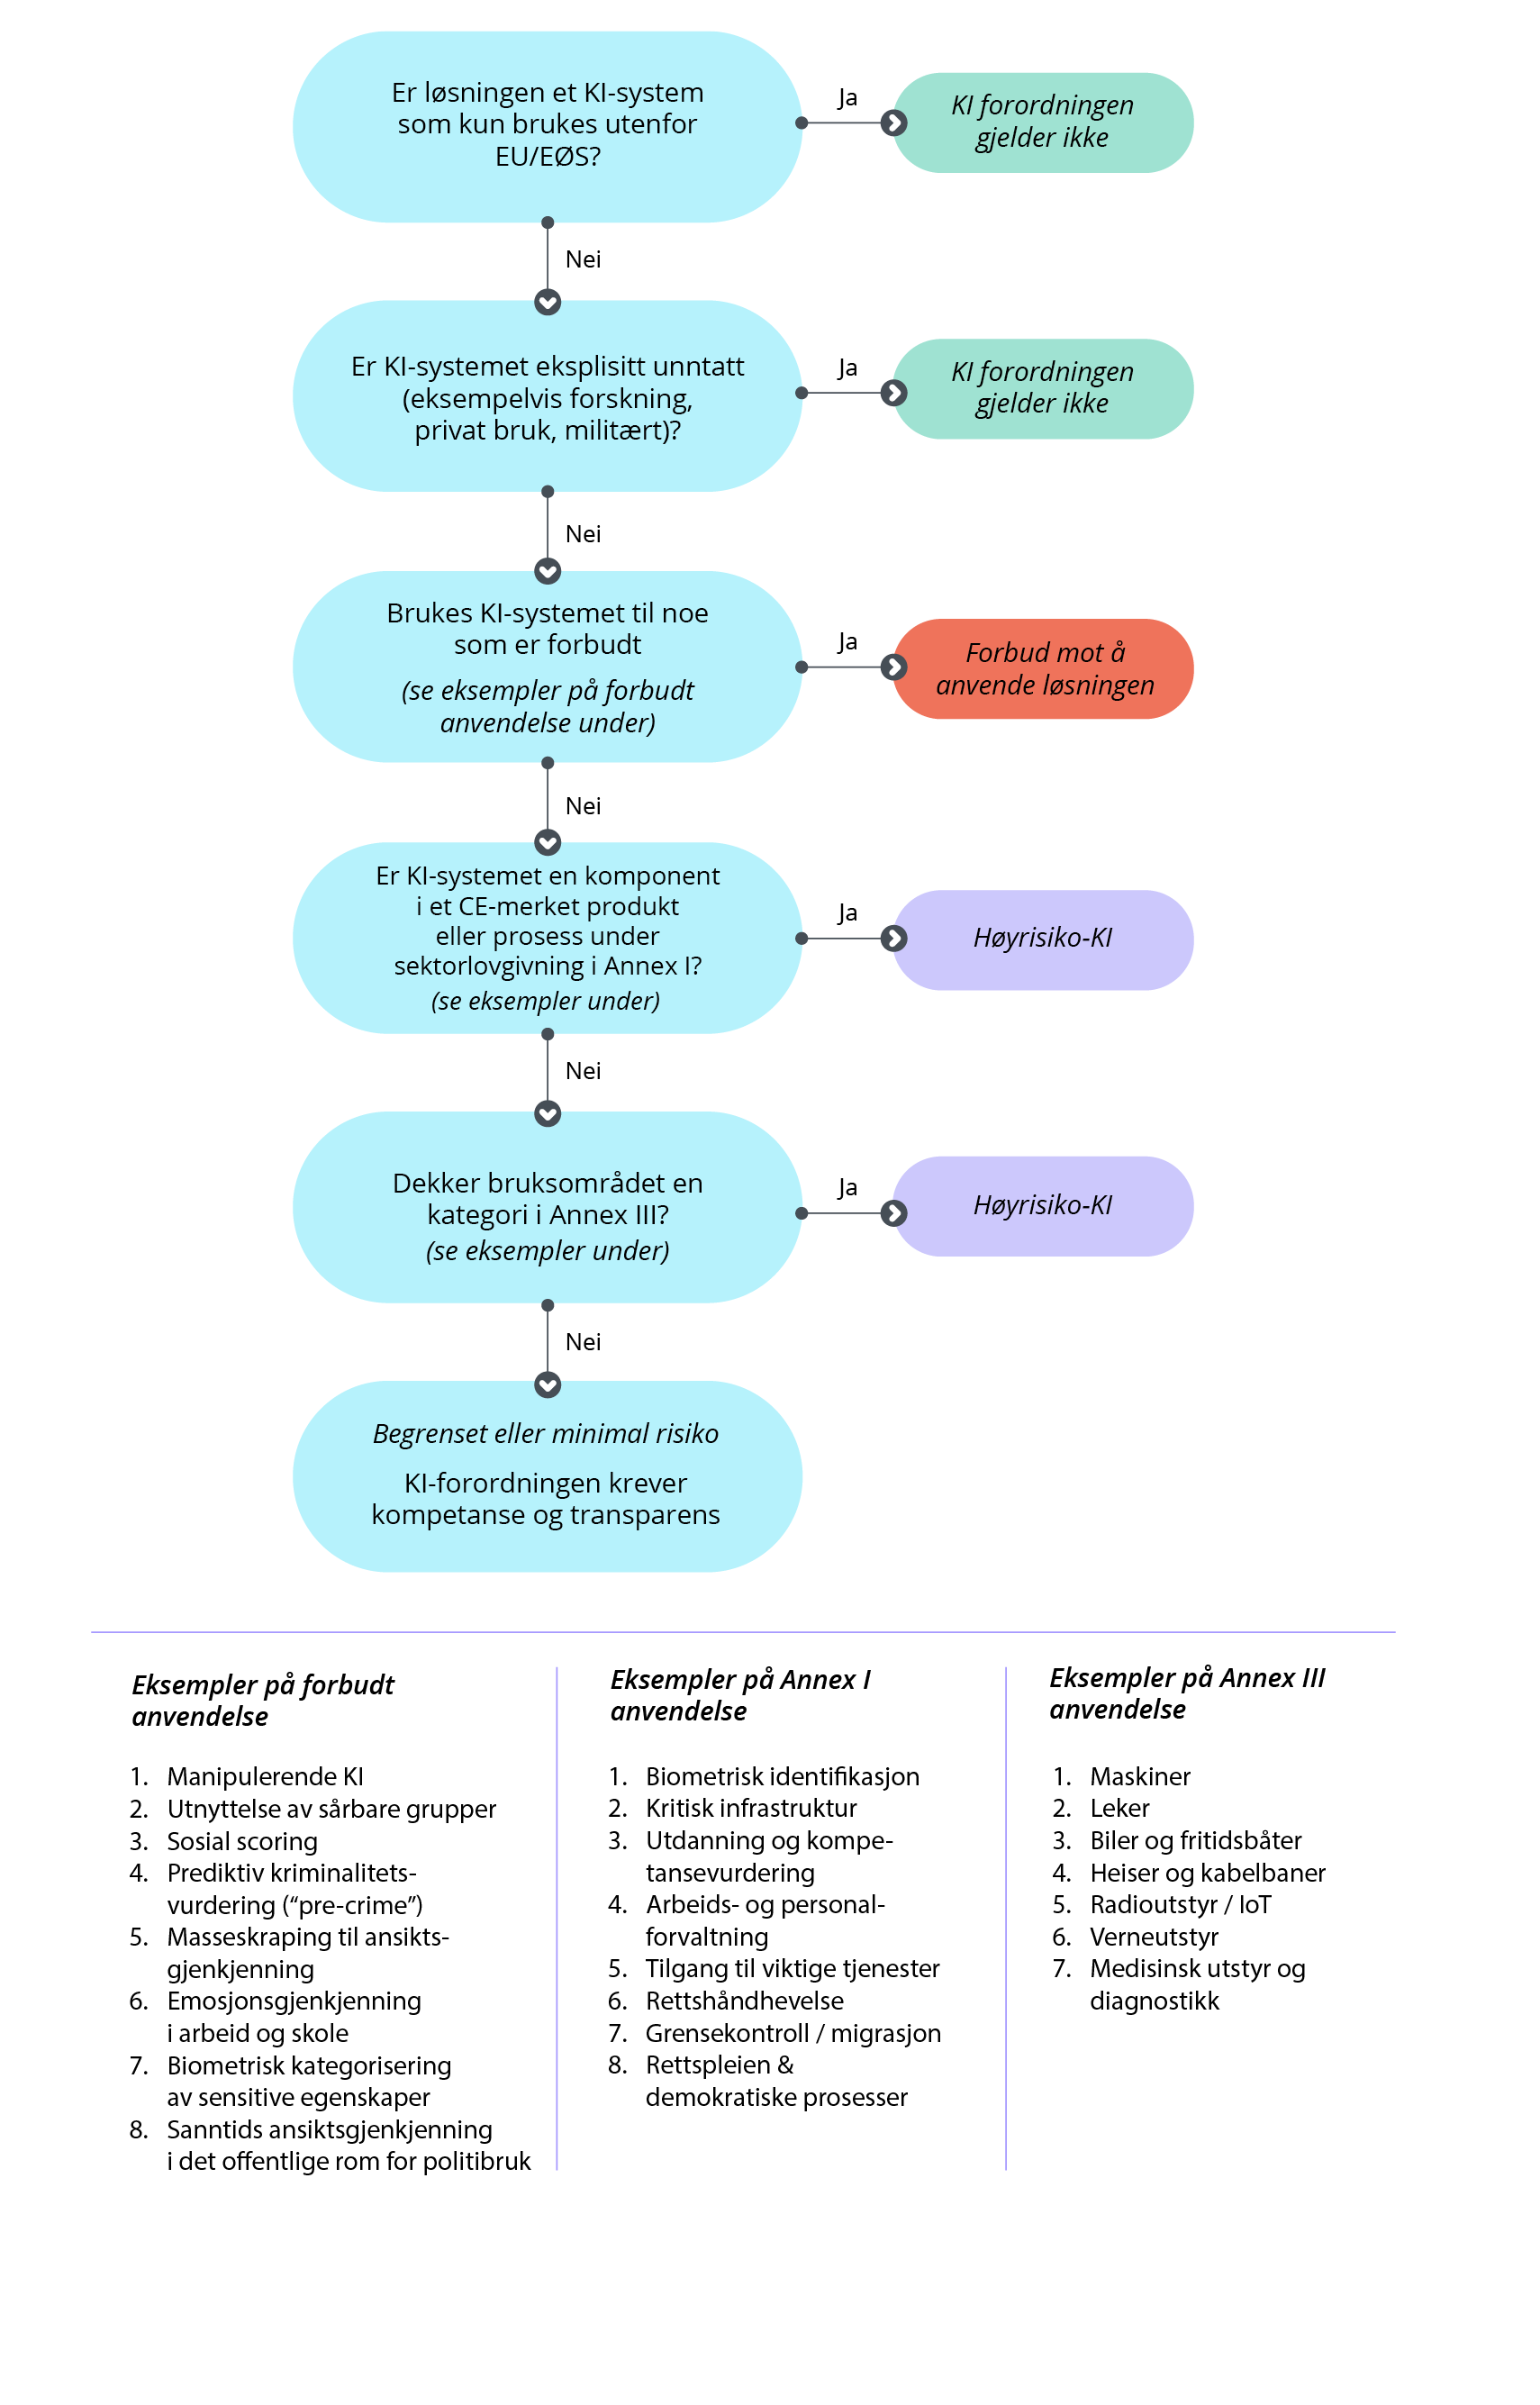 Er løsningen et KI-system
som kun brukes utenfor
EU/EØS?
Ja
KI forordningen
gjelder ikke
Nei
Er KI-systemet eksplisitt unntatt
(eksempelvis forskning,
privat bruk, militært)?
Ja
KI forordningen
gjelder ikke
Nei
Brukes KI-systemet til noe
som er forbudt
(se eksempler på forbudt
anvendelse under)
Ja
Forbud mot å
anvende løsningen
Nei
Er KI-systemet en komponent
i et CE-merket produkt
eller prosess under
sektorlovgivning i Annex I?
(se eksempler under)
Ja
Høyrisiko-KI
Nei
Dekker bruksområdet en
kategori i Annex III?
(se eksempler under)
Ja
Høyrisiko-KI
Nei
Begrenset eller minimal risiko
KI-forordningen krever
kompetanse og transparens
Eksempler på forbudt
anvendelse
1. Manipulerende KI
2. Utnyttelse av sårbare grupper
3. Sosial scoring
4. Prediktiv kriminalitets-
vurdering (“pre-crime”)
5. Masseskraping til ansikts-
gjenkjenning
6. Emosjonsgjenkjenning
i arbeid og skole
7. Biometrisk kategorisering
av sensitive egenskaper
8. Sanntids ansiktsgjenkjenning
i det offentlige rom for politibruk
Eksempler på Annex I
anvendelse
1. Biometrisk identifikasjon
2. Kritisk infrastruktur
3. Utdanning og kompe-
tansevurdering
4. Arbeids- og personal-
forvaltning
5. Tilgang til viktige tjenester
6. Rettshåndhevelse
7. Grensekontroll / migrasjon
8. Rettspleien &
demokratiske prosesser
Eksempler på Annex III
anvendelse
1. Maskiner
2. Leker
3. Biler og fritidsbåter
4. Heiser og kabelbaner
5. Radioutstyr / IoT
6. Verneutstyr
7. Medisinsk utstyr og
diagnostikk